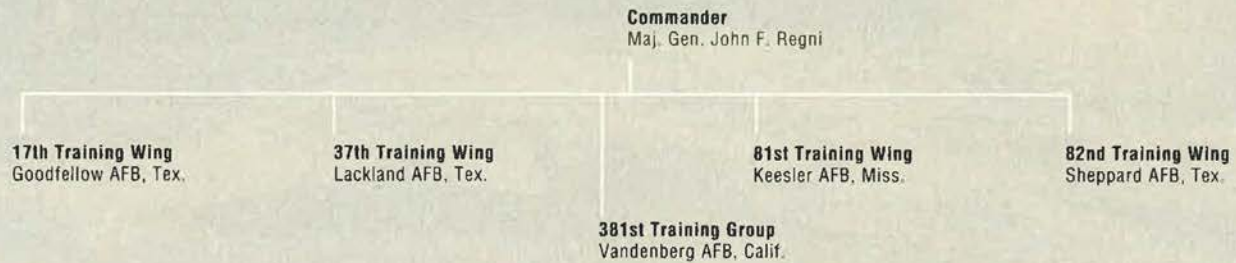 Commander
Maj. Gen. John F. Regni
17th Training Wing
Goodfellow AFB, Tex.
37th Training Wing
Lackland AFB, Tex.
81st Training Wing
Keesler AFB, Miss.
82nd Training Wing
Sheppard AFB, Tex.
381st Training Group
Vandenberg AFB, Calif.